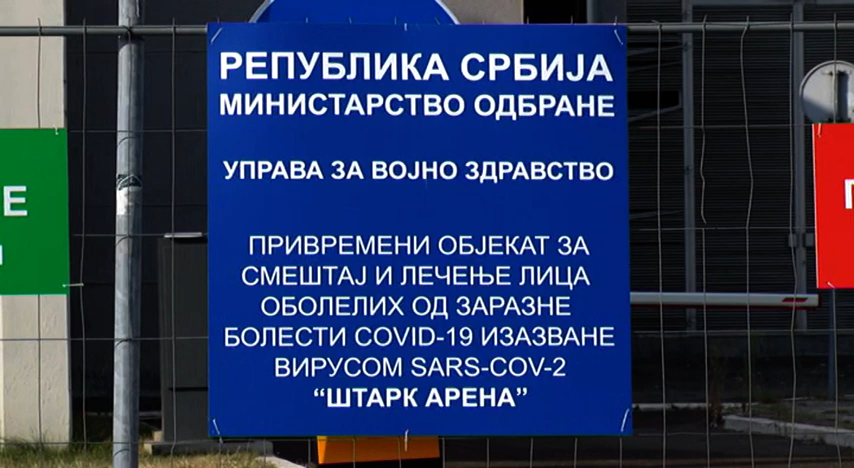 РЕПУБЛИКА СРБИЈА
МИНИСТАРСТВО ОДБРАНЕ
УПРАВА ЗА ВОЈНО ЗДРАВСТВО
ПРИВРЕМЕНИ ОБЈЕКАТ ЗА
СМЕШТАЈ И ЛЕЧЕЊЕ ЛИЦА
ОБОЛЕЛИХ ОД ЗАРАЗНЕ
БОЛЕСТИ COVID-19 ИЗАЗВАНЕ
ВИРУСОМ SARS-COV-2
“ШТАРК АРЕНА”